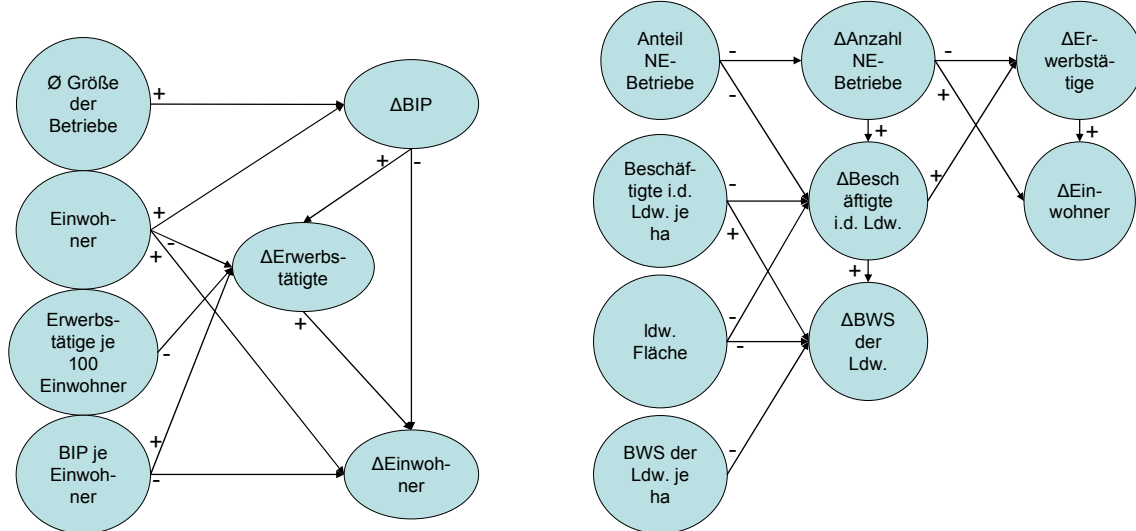 Ø Größe
der
Betriebe
+
ΔBIP
+
-
Einwoh-
ner
+
-
+
ΔErwerbs-
tätigte
+
Erwerbs-
tätige je
100
Einwohner
-
BIP je
Einwoh-
ner
+
-
ΔEinwoh-
ner
Anteil
NE-
Betriebe
-
-
ΔAnzahl
NE-
Betriebe
-
+
+
ΔEr-
werbstä-
tige
+
Beschäf-
tigte i.d.
Ldw. je
ha
-
+
ΔBesch
äftigte
i.d. Ldw.
+
+
ΔEin-
wohner
ldw.
Fläche
-
-
ΔBWS
der
Ldw.
BWS der
Ldw. je
ha
-